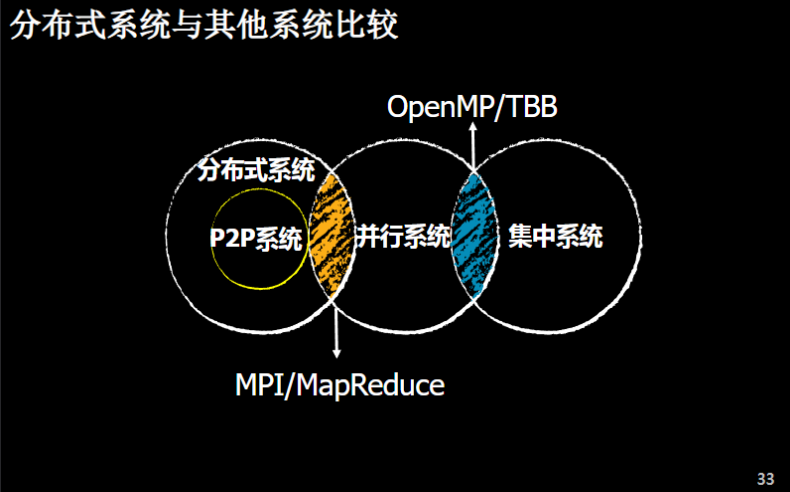 分布式系统与其他系统比较
OpenMP/TBB
分布式系统
P2P系统
并行系统
集中系统
MPI/MapReduce
33